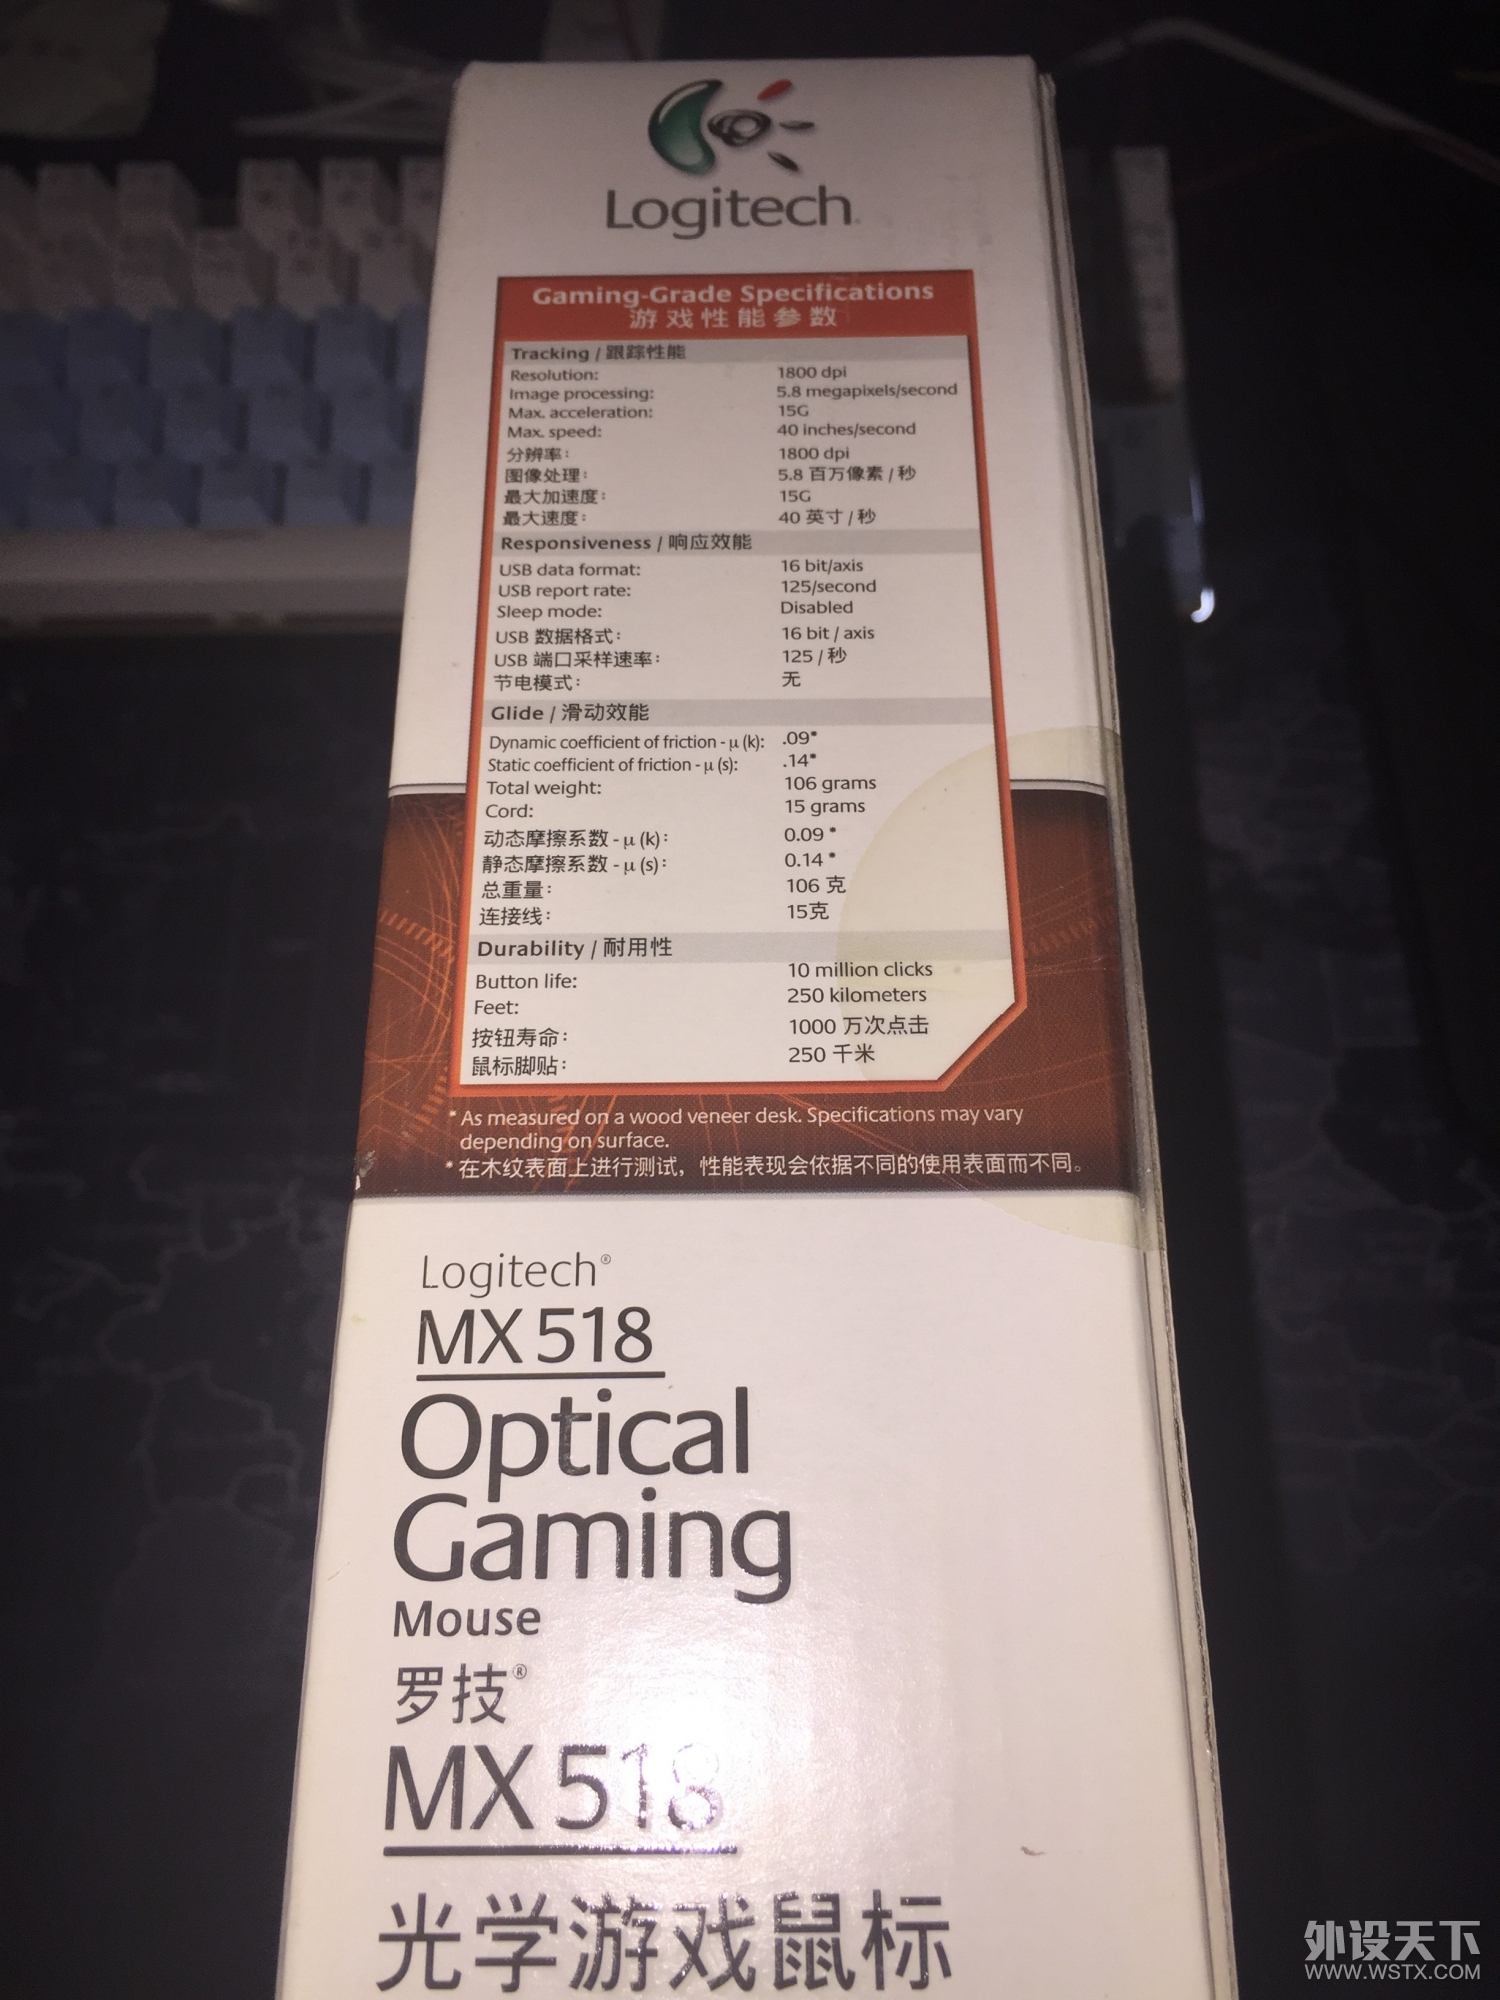 Logitech
Gaming-Grade Specifications
游戏性能参数
Tracking / 跟踪性能
Resolution: 1800 dpi
Image processing: 5.8 megapixels/second
Max. acceleration: 15G
Max. speed: 40 inches/second
分辨率: 1800 dpi
图像处理: 5.8 百万像素 / 秒
最大加速度: 15G
最大速度: 40 英寸 / 秒
Responsiveness / 响应效能
USB data format: 16 bit/axis
USB report rate: 125/second
Sleep mode: Disabled
USB 数据格式: 16 bit / axis
USB 端口采样速率: 125 / 秒
节电模式: 无
Glide / 滑动效能
Dynamic coefficient of friction - μ (k): .09*
Static coefficient of friction - μ (s): .14*
Total weight: 106 grams
Cord: 15 grams
动态摩擦系数 - μ (k): 0.09 *
静态摩擦系数 - μ (s): 0.14 *
总重量: 106 克
连接线: 15克
Durability / 耐用性
Button life: 10 million clicks
Feet: 250 kilometers
按钮寿命: 1000 万次点击
鼠标脚贴: 250 千米
* As measured on a wood veneer desk. Specifications may vary
depending on surface.
* 在木纹表面上进行测试，性能表现会依据不同的使用表面而不同。
Logitech®
MX518
Optical
Gaming
Mouse
罗技®
MX518
光学游戏鼠标
外设天下
WWW.WSTX.COM